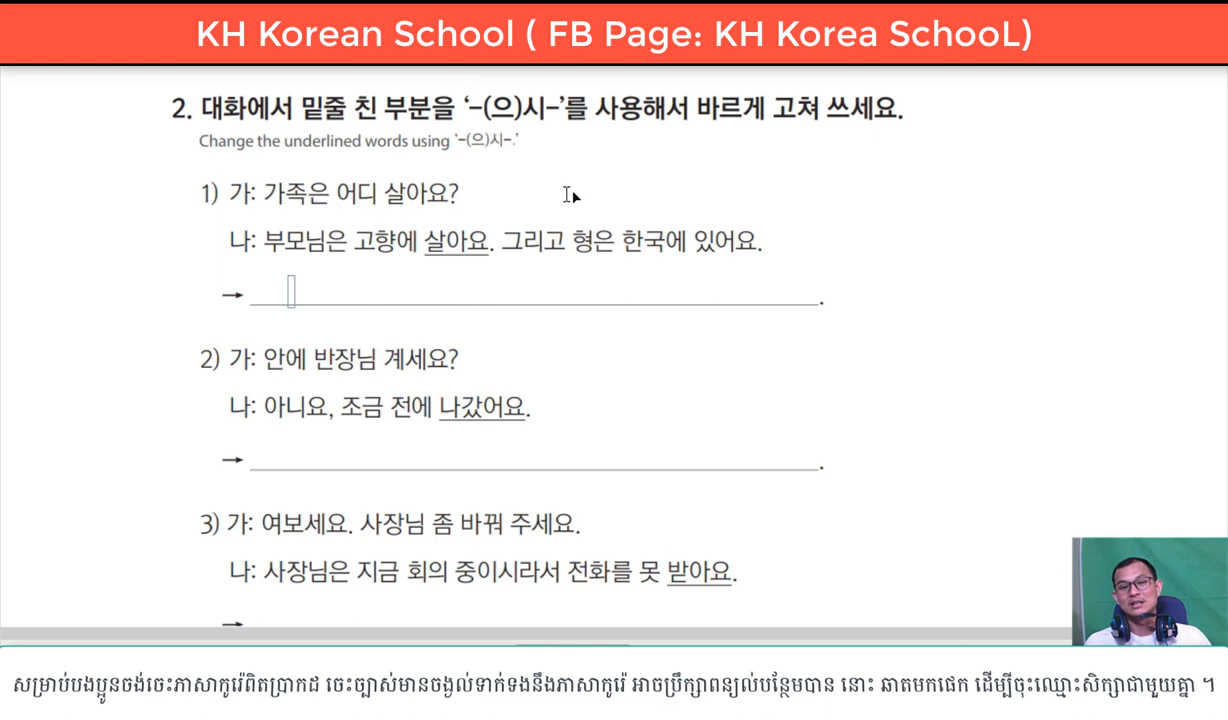 KH Korean School ( FB Page: KH Korea SchooL)
2. 대화에서 밑줄 친 부분을 ‘-(으)시-’를 사용해서 바르게 고쳐 쓰세요.
Change the underlined words using ‘-(으)시-.’
1) 가: 가족은 어디 살아요?
나: 부모님은 고향에 살아요. 그리고 형은 한국에 있어요.
→ .
2) 가: 안에 반장님 계세요?
나: 아니요, 조금 전에 나갔어요.
→ .
3) 가: 여보세요. 사장님 좀 바꿔 주세요.
나: 사장님은 지금 회의 중이시라서 전화를 못 받아요.
→
សម្រាប់បងប្អូនចង់ចេះភាសាកូរ៉េពិតប្រាកដ ចេះច្បាស់មានចង្ងល់ទាក់ទងនឹងភាសាកូរ៉េ អាចប្រឹក្សាពន្យល់បន្ថែមបាន នោះ ឆាតមកផេក ដើម្បីចុះឈ្មោះសិក្សាជាមួយគ្នា ។